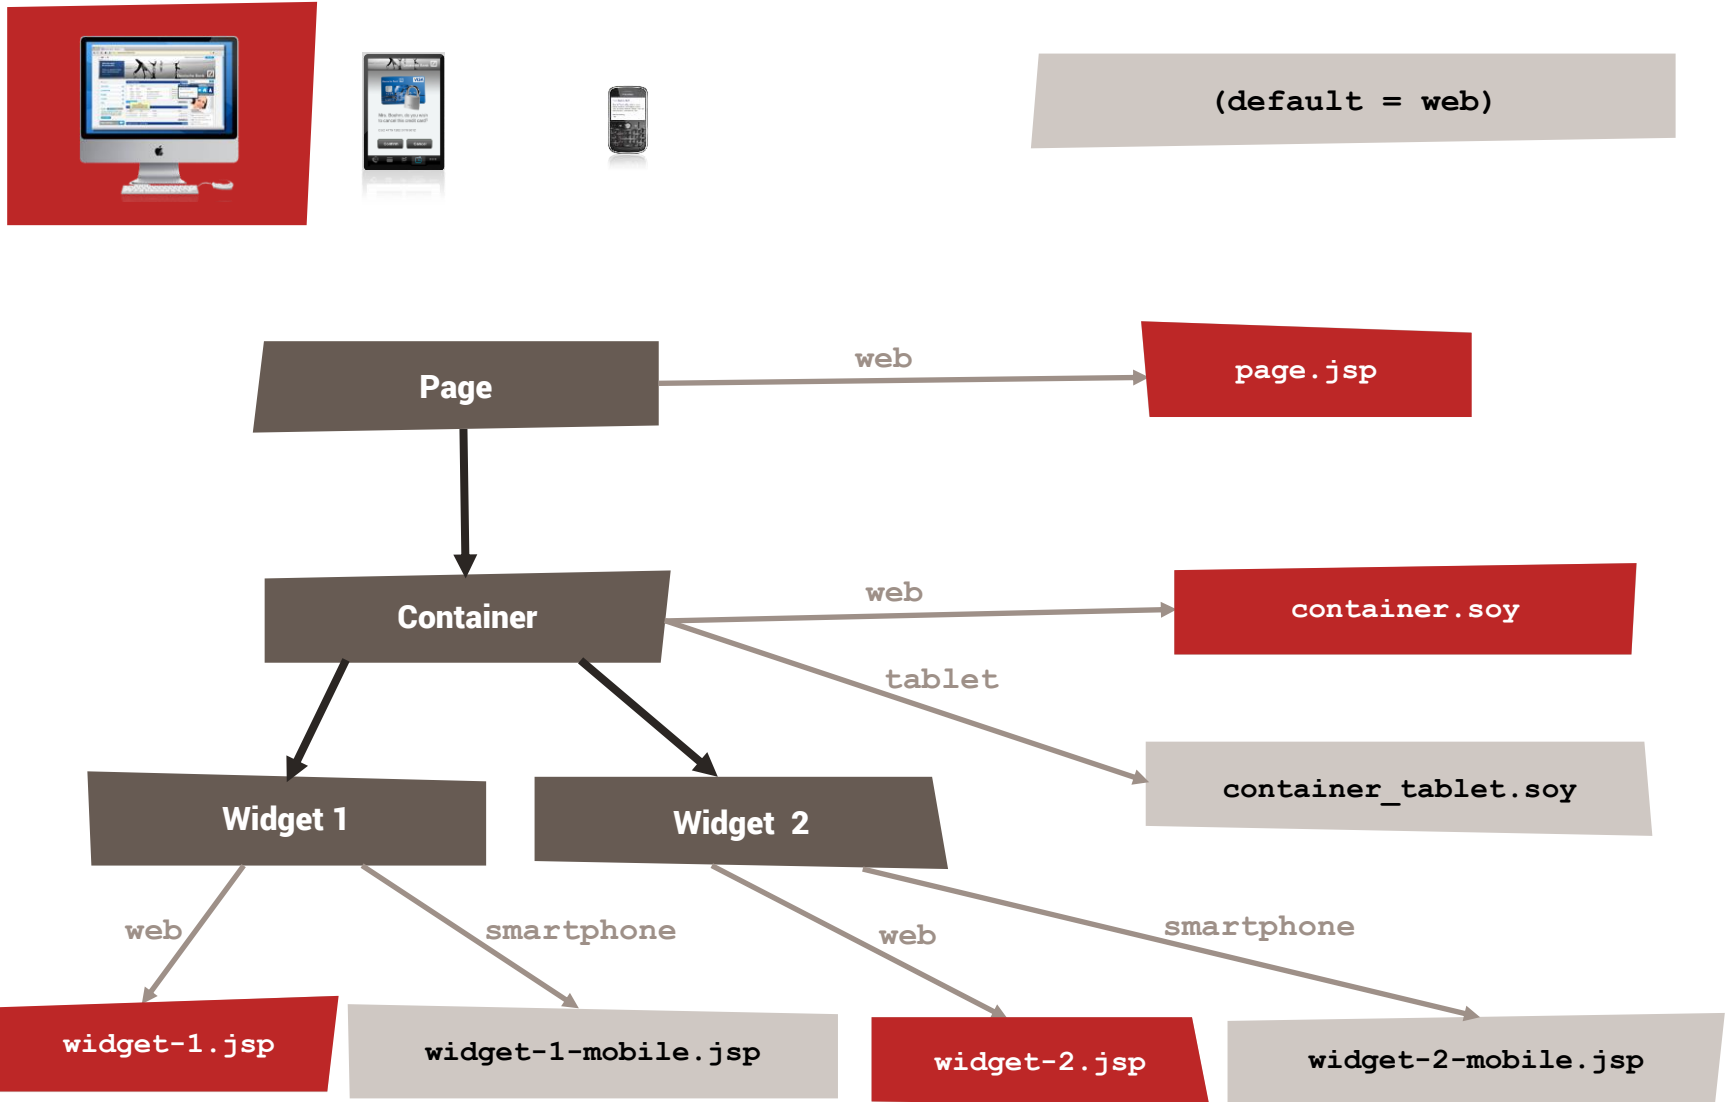 (default = web)
web
page.jsp
Page
web
container.soy
Container
tablet
container_tablet.soy
Widget 1
Widget 2
web
smartphone
web
smartphone
widget-1.jsp
widget-1-mobile.jsp
widget-2.jsp
widget-2-mobile.jsp